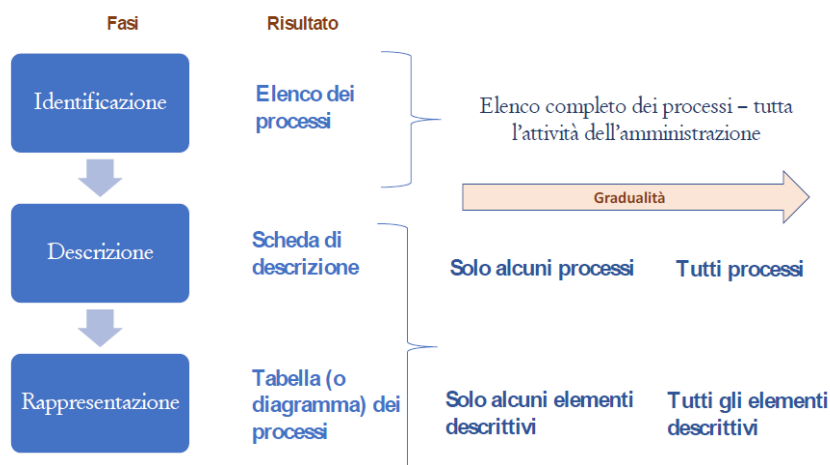 Fasi
Risultato
Identificazione
Elenco dei
processi
Elenco completo dei processi – tutta
l'attività dell'amministrazione
Gradualità
Descrizione
Scheda di
descrizione
Solo alcuni processi
Tutti processi
Rappresentazione
Tabella (o
diagramma) dei
processi
Solo alcuni elementi
descrittivi
Tutti gli elementi
descrittivi